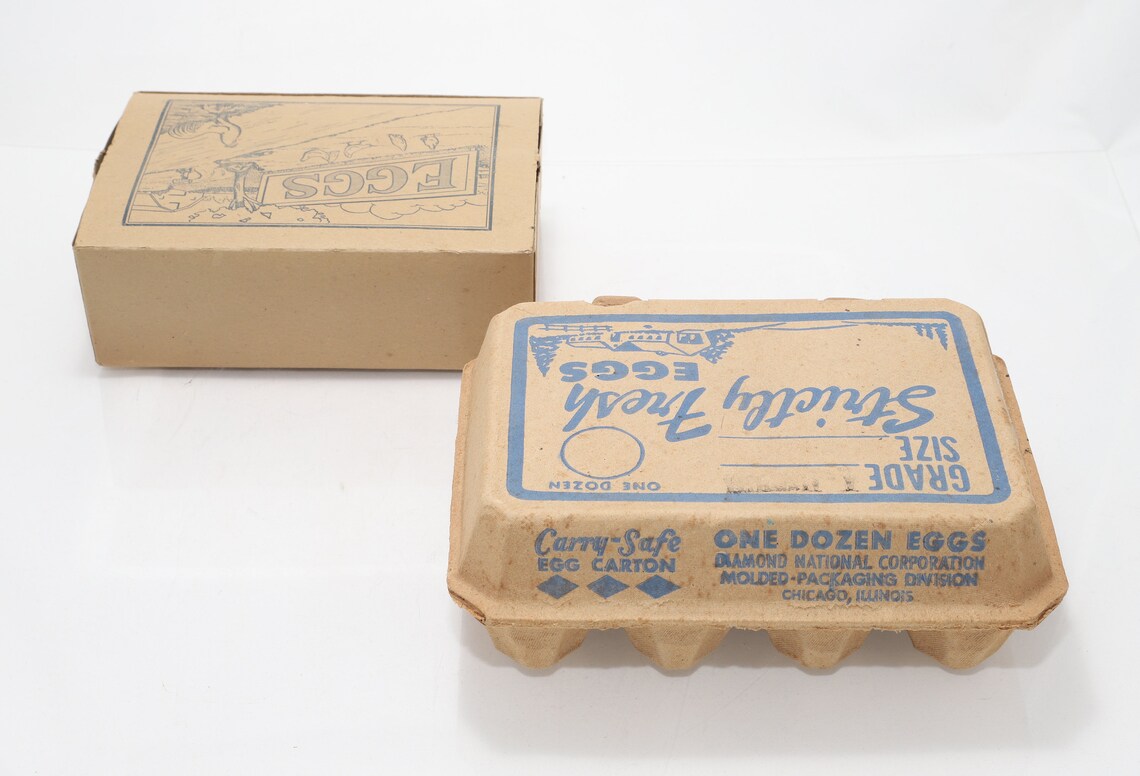 EGGS
Strictly Fresh
EGGS
GRADE
SIZE
ONE DOZEN
Carry-Safe
EGG CARTON
ONE DOZEN EGGS
DIAMOND NATIONAL CORPORATION
MOLDED-PACKAGING DIVISION
CHICAGO, ILLINOIS